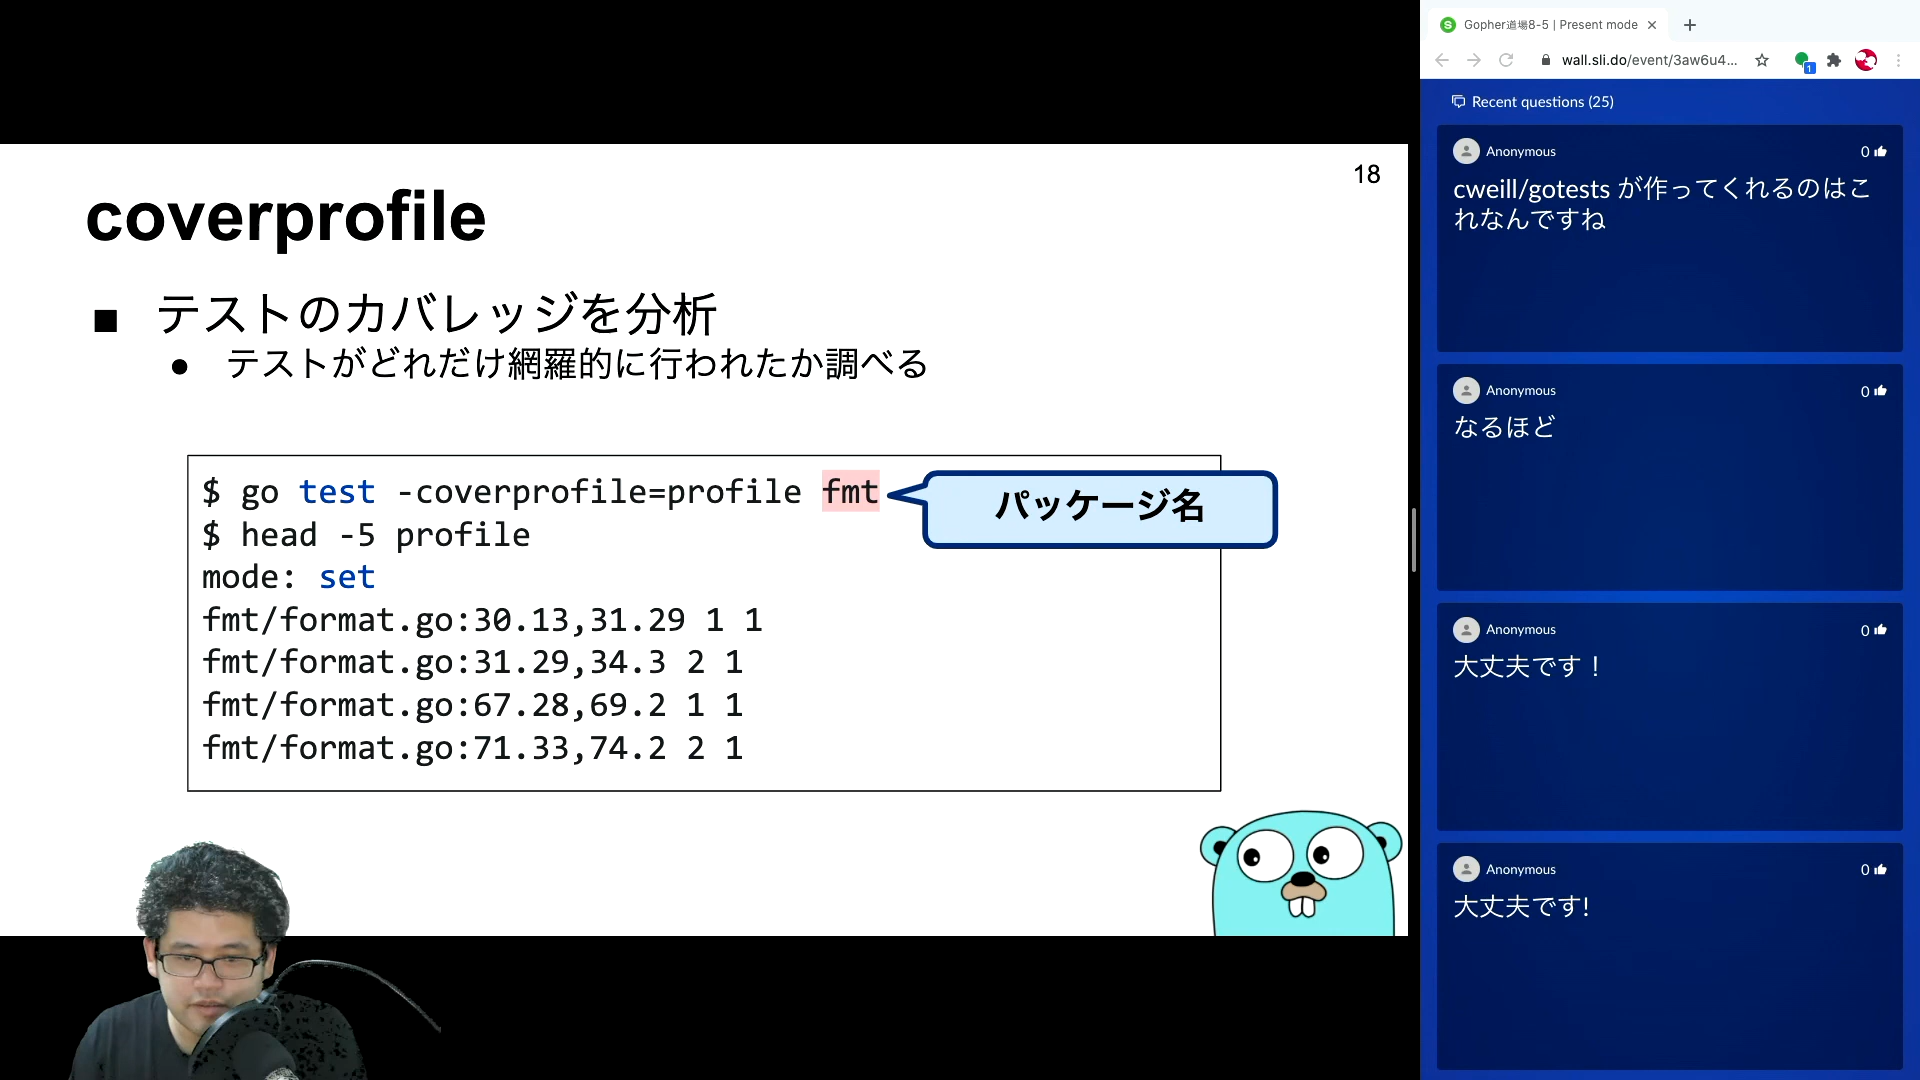 18
coverprofile
■ テストのカバレッジを分析
● テストがどれだけ網羅的に行われたか調べる
$ go test -coverprofile=profile fmt
パッケージ名
$ head -5 profile
mode: set
fmt/format.go:30.13,31.29 1 1
fmt/format.go:31.29,34.3 2 1
fmt/format.go:67.28,69.2 1 1
fmt/format.go:71.33,74.2 2 1
Gopher道場8-5 | Present mode
wall.sli.do/event/3aw6u4...
1
Recent questions (25)
Anonymous 0
cweill/gotests が作ってくれるのはこ
れなんですね
Anonymous 0
なるほど
Anonymous 0
大丈夫です！
Anonymous 0
大丈夫です!